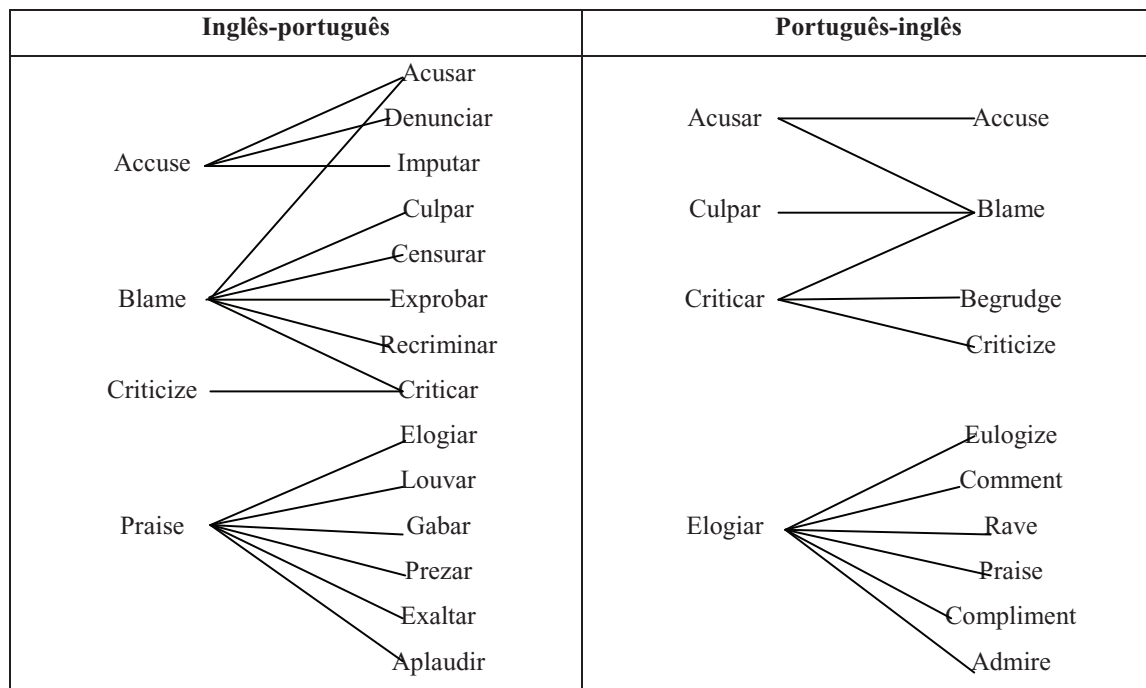 Inglês-português
Português-inglês
Accuse
Blame
Criticize
Praise
Acusar
Denunciar
Imputar
Culpar
Censurar
Exprobar
Recriminar
Criticar
Elogiar
Louvar
Gabar
Prezar
Exaltar
Aplaudir
Acusar
Culpar
Criticar
Elogiar
Accuse
Blame
Begrudge
Criticize
Eulogize
Comment
Rave
Praise
Compliment
Admire